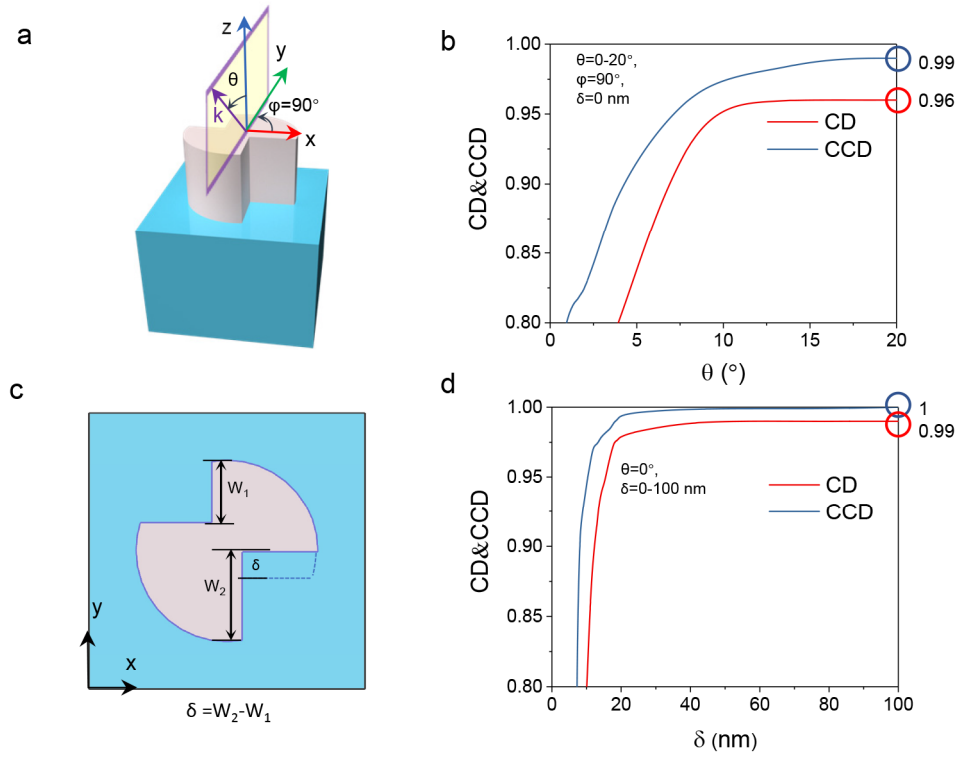 a
z
y
θ
k
φ=90°
x
b
1.00
0.95
0.90
0.85
0.80
CD&CCD
θ=0-20°,
φ=90°,
δ=0 nm
CD
CCD
0.99
0.96
0 5 10 15 20
θ (°)
c
W1
δ
W2
y
x
δ =W2-W1
d
1.00
0.95
0.90
0.85
0.80
CD&CCD
θ=0°,
δ=0-100 nm
CD
CCD
1
0.99
0 20 40 60 80 100
δ (nm)